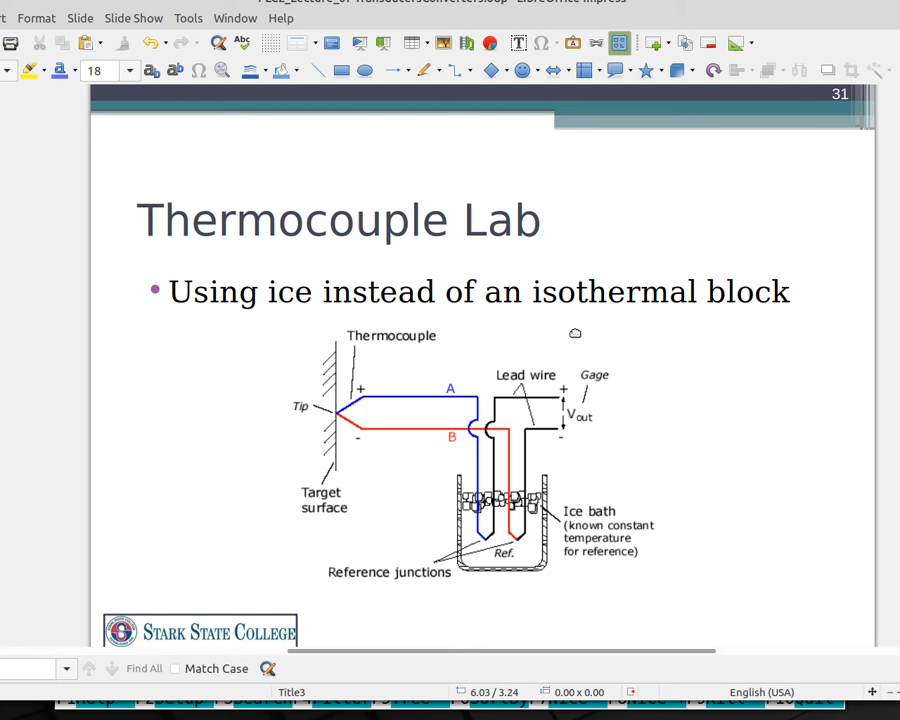 Format Slide Slide Show Tools Window Help
Abc
T
18
31
Thermocouple Lab
• Using ice instead of an isothermal block
Thermocouple
Lead wire
Gage
+
A
+
Tip
Vout
-
B
-
Target
surface
Ice bath
(known constant
temperature
for reference)
Ref.
Reference junctions
STARK STATE COLLEGE
Find All Match Case
Title3 6.03 / 3.24 0.00 x 0.00 English (USA)